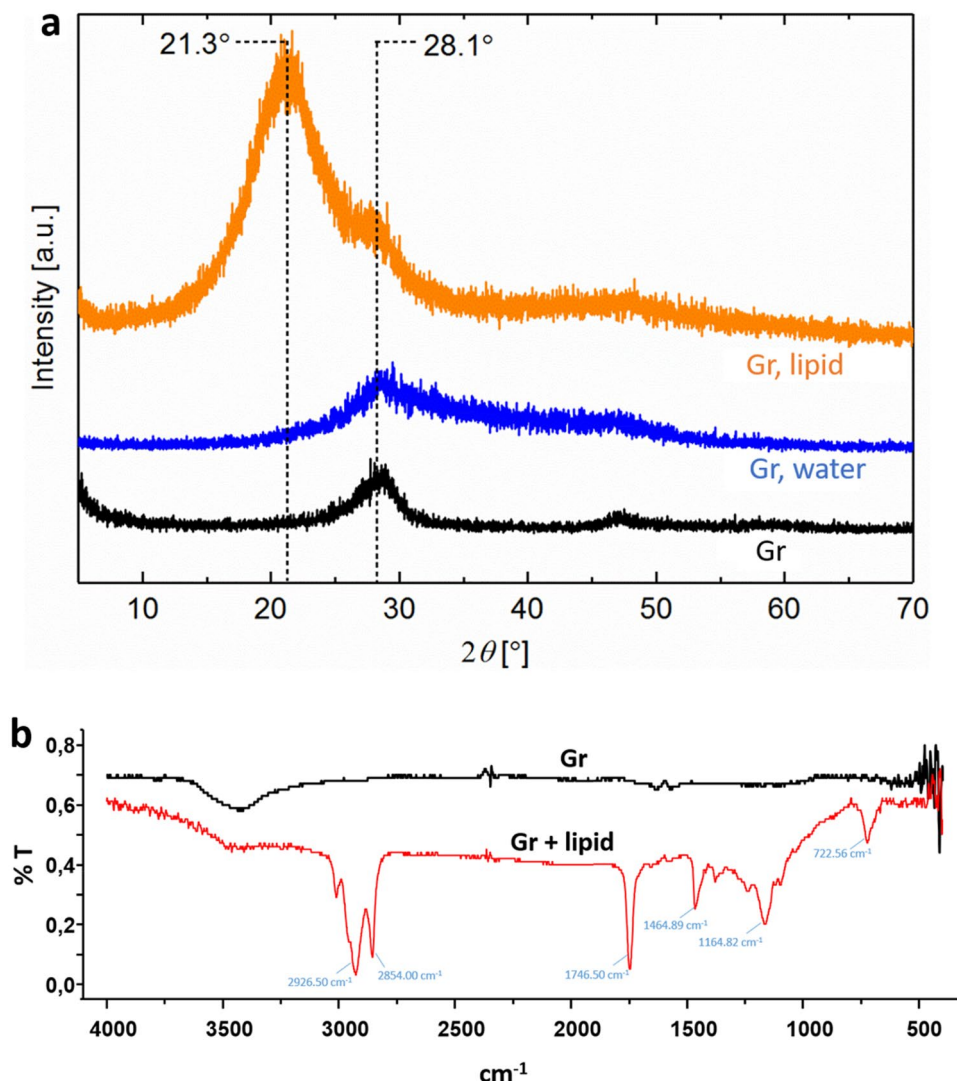 a
21.3°
28.1°
Intensity [a.u.]
Gr, lipid
Gr, water
Gr
10 20 30 40 50 60 70
2θ [°]
b
0,8
0,6
0,4
0,2
0,0
% T
Gr
Gr + lipid
722.56 cm⁻¹
1464.89 cm⁻¹
1164.82 cm⁻¹
2926.50 cm⁻¹
2854.00 cm⁻¹
1746.50 cm⁻¹
4000 3500 3000 2500 2000 1500 1000 500
cm⁻¹